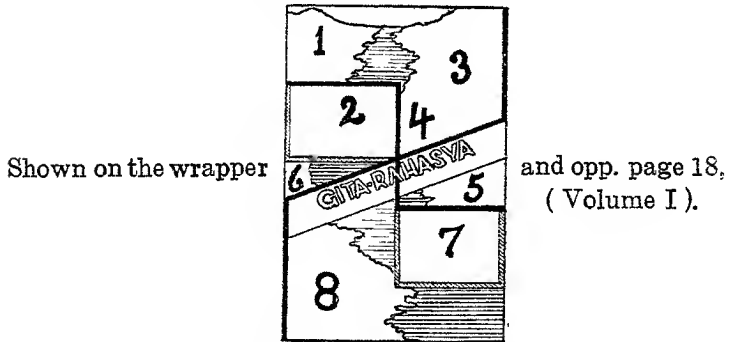 1
3
2
4
Shown on the wrapper
6
GITA-RAHASYA
5
and opp. page 18,
( Volume I ).
7
8